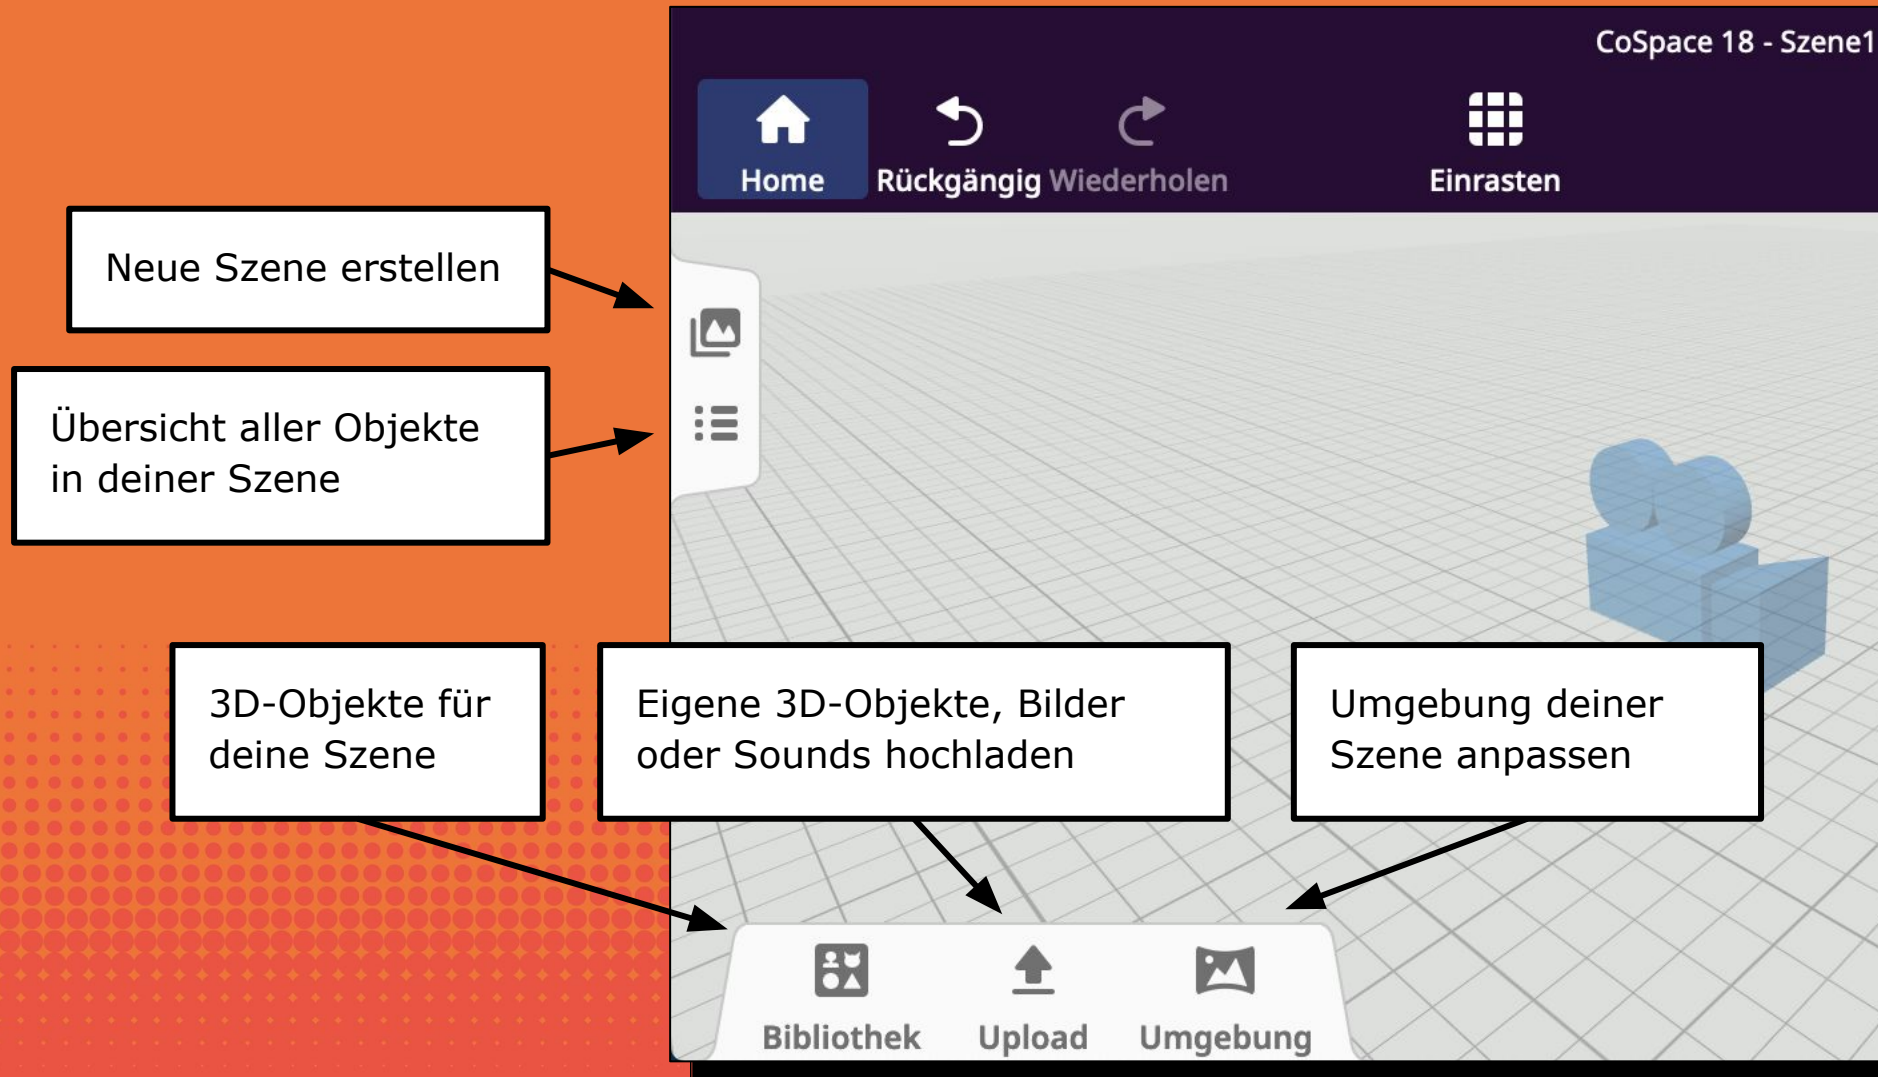 CoSpace 18 - Szene1
Home
Rückgängig
Wiederholen
Einrasten
Neue Szene erstellen
Übersicht aller Objekte
in deiner Szene
3D-Objekte für
deine Szene
Eigene 3D-Objekte, Bilder
oder Sounds hochladen
Umgebung deiner
Szene anpassen
Bibliothek
Upload
Umgebung